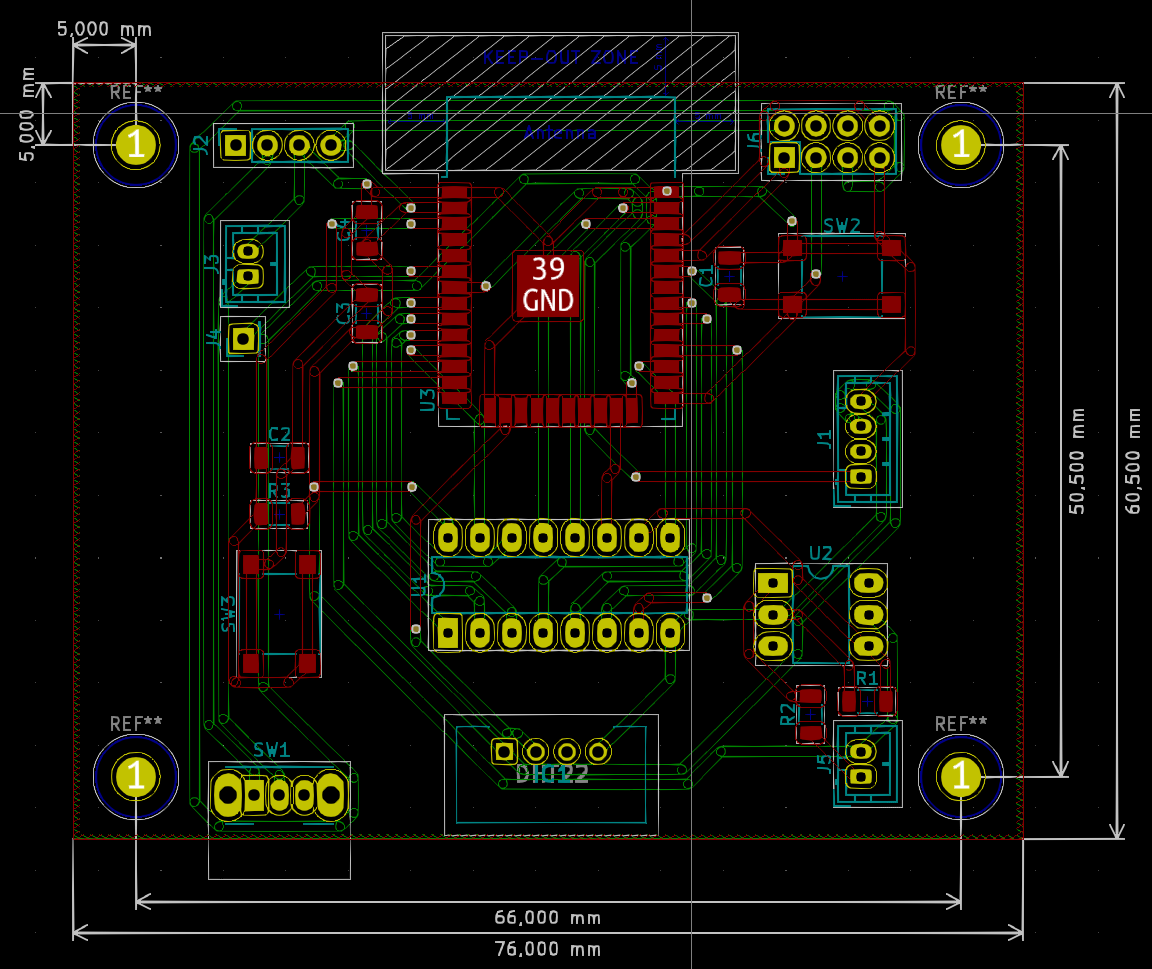 5,000 mm
KEEP-OUT ZONE
5,000 mm
REF**
REF**
Antenna
1
1
J2
J6
SW2
C4
J3
39
GND
C1
C3
J4
U3
J1
C2
R3
50,500 mm
60,500 mm
U2
U1
SW3
R1
R2
REF**
REF**
SW1
J5
1
1
66,000 mm
76,000 mm